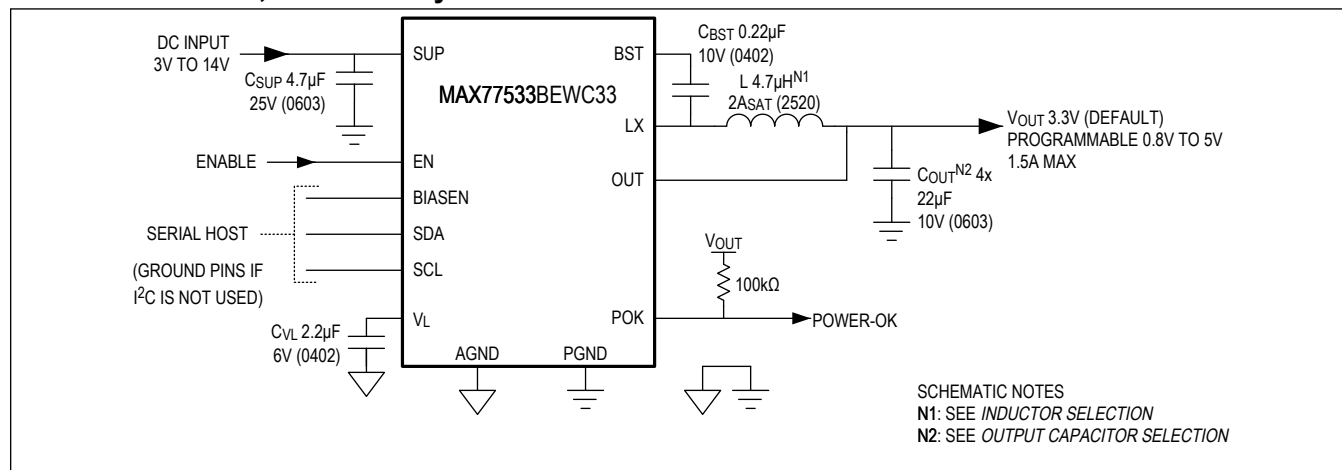 DC INPUT
3V TO 14V
CSUP 4.7µF
25V (0603)
ENABLE
SERIAL HOST
(GROUND PINS IF
I2C IS NOT USED)
CVL 2.2µF
6V (0402)
SUP
EN
BIASEN
SDA
SCL
VL
MAX77533BEWC33
AGND
PGND
BST
LX
OUT
POK
CBST 0.22µF
10V (0402)
L 4.7µHN1
2ASAT (2520)
VOUT 3.3V (DEFAULT)
PROGRAMMABLE 0.8V TO 5V
1.5A MAX
COUTN2 4x
22µF
10V (0603)
VOUT
100kΩ
POWER-OK
SCHEMATIC NOTES
N1: SEE INDUCTOR SELECTION
N2: SEE OUTPUT CAPACITOR SELECTION